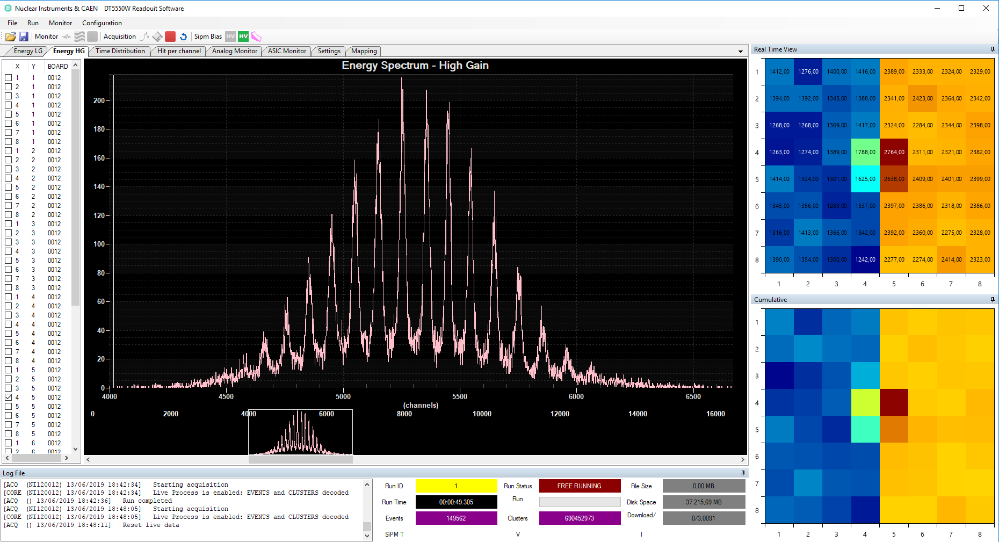 Nuclear Instruments & CAEN    DT5550W Readouit Software
File Run Monitor Configuration
Monitor Acquisition Sipm Bias HV HV
Energy LG Energy HG Time Distribution Hit per channel Analog Monitor ASIC Monitor Settings Mapping
X Y BOARD
1 1 0012
2 1 0012
3 1 0012
4 1 0012
5 1 0012
6 1 0012
7 1 0012
8 1 0012
1 2 0012
2 2 0012
3 2 0012
4 2 0012
5 2 0012
6 2 0012
7 2 0012
8 2 0012
1 3 0012
2 3 0012
3 3 0012
4 3 0012
5 3 0012
6 3 0012
7 3 0012
8 3 0012
1 4 0012
2 4 0012
3 4 0012
4 4 0012
5 4 0012
6 4 0012
7 4 0012
8 4 0012
1 5 0012
2 5 0012
3 5 0012
4 5 0012
5 5 0012
6 5 0012
7 5 0012
8 5 0012
1 6 0012
2 6 0012
Energy Spectrum - High Gain
200
180
160
140
120
100
80
60
40
20
0
4000 4500 5000 5500 6000 6500
(channels)
0 2000 4000 6000 8000 10000 12000 14000 16000
Real Time View
1 1412,00 1276,00 1400,00 1416,00 2389,00 2333,00 2324,00 2329,00
2 1394,00 1392,00 1345,00 1388,00 2341,00 2423,00 2364,00 2342,00
3 1268,00 1268,00 1369,00 1417,00 2324,00 2284,00 2344,00 2398,00
4 1263,00 1274,00 1389,00 1788,00 2764,00 2311,00 2321,00 2382,00
5 1414,00 1324,00 1301,00 1625,00 2638,00 2409,00 2401,00 2399,00
6 1345,00 1356,00 1283,00 1337,00 2397,00 2386,00 2318,00 2386,00
7 1316,00 1413,00 1366,00 1342,00 2392,00 2360,00 2275,00 2328,00
8 1390,00 1354,00 1300,00 1242,00 2277,00 2274,00 2414,00 2323,00
1 2 3 4 5 6 7 8
Cumulative
1
2
3
4
5
6
7
8
1 2 3 4 5 6 7 8
Log File
[ACQ  (NI120012) 13/06/2019 18:42:34]   Starting acquisition
[CORE (NI120012) 13/06/2019 18:42:34]   Live Process is enabled: EVENTS and CLUSTERS decoded
[ACQ  () 13/06/2019 18:42:36]   Run completed
[ACQ  (NI120012) 13/06/2019 18:48:05]   Starting acquisition
[CORE (NI120012) 13/06/2019 18:48:05]   Live Process is enabled: EVENTS and CLUSTERS decoded
[ACQ  () 13/06/2019 18:48:11]   Reset live data
Run ID 1 Run Status FREE RUNNING File Size 0,00 MB
Run Time 00:00:49.305 Run Disk Space 37.215,69 MB
Events 149562 Clusters 690452973 Download/ 0/3,0091
SiPM T V I